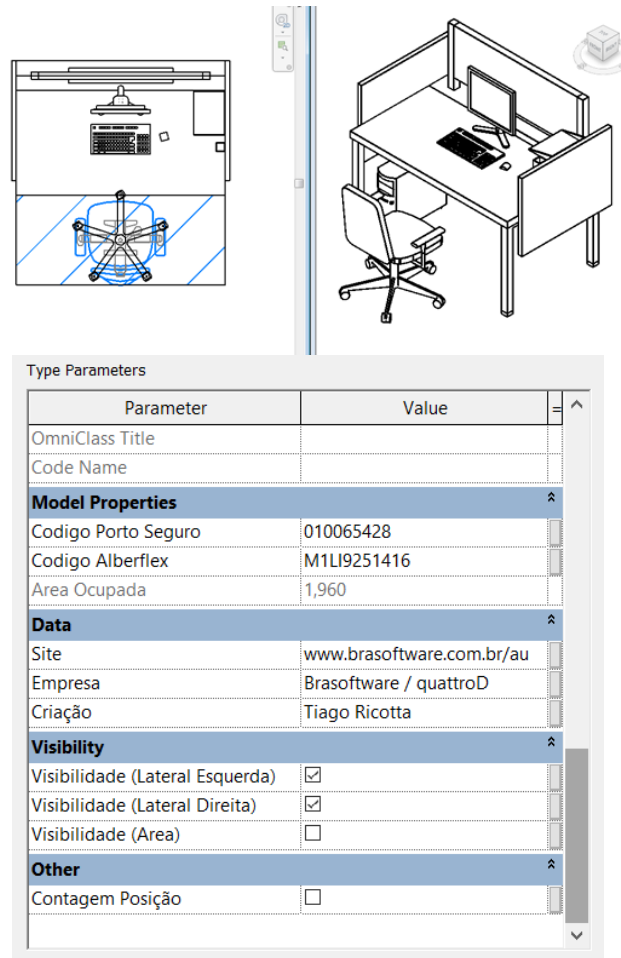 Type Parameters
Parameter Value =
OmniClass Title
Code Name
Model Properties
Codigo Porto Seguro 010065428
Codigo Alberflex M1LI9251416
Area Ocupada 1,960
Data
Site www.brasoftware.com.br/au
Empresa Brasoftware / quattroD
Criação Tiago Ricotta
Visibility
Visibilidade (Lateral Esquerda)
Visibilidade (Lateral Direita)
Visibilidade (Area)
Other
Contagem Posição